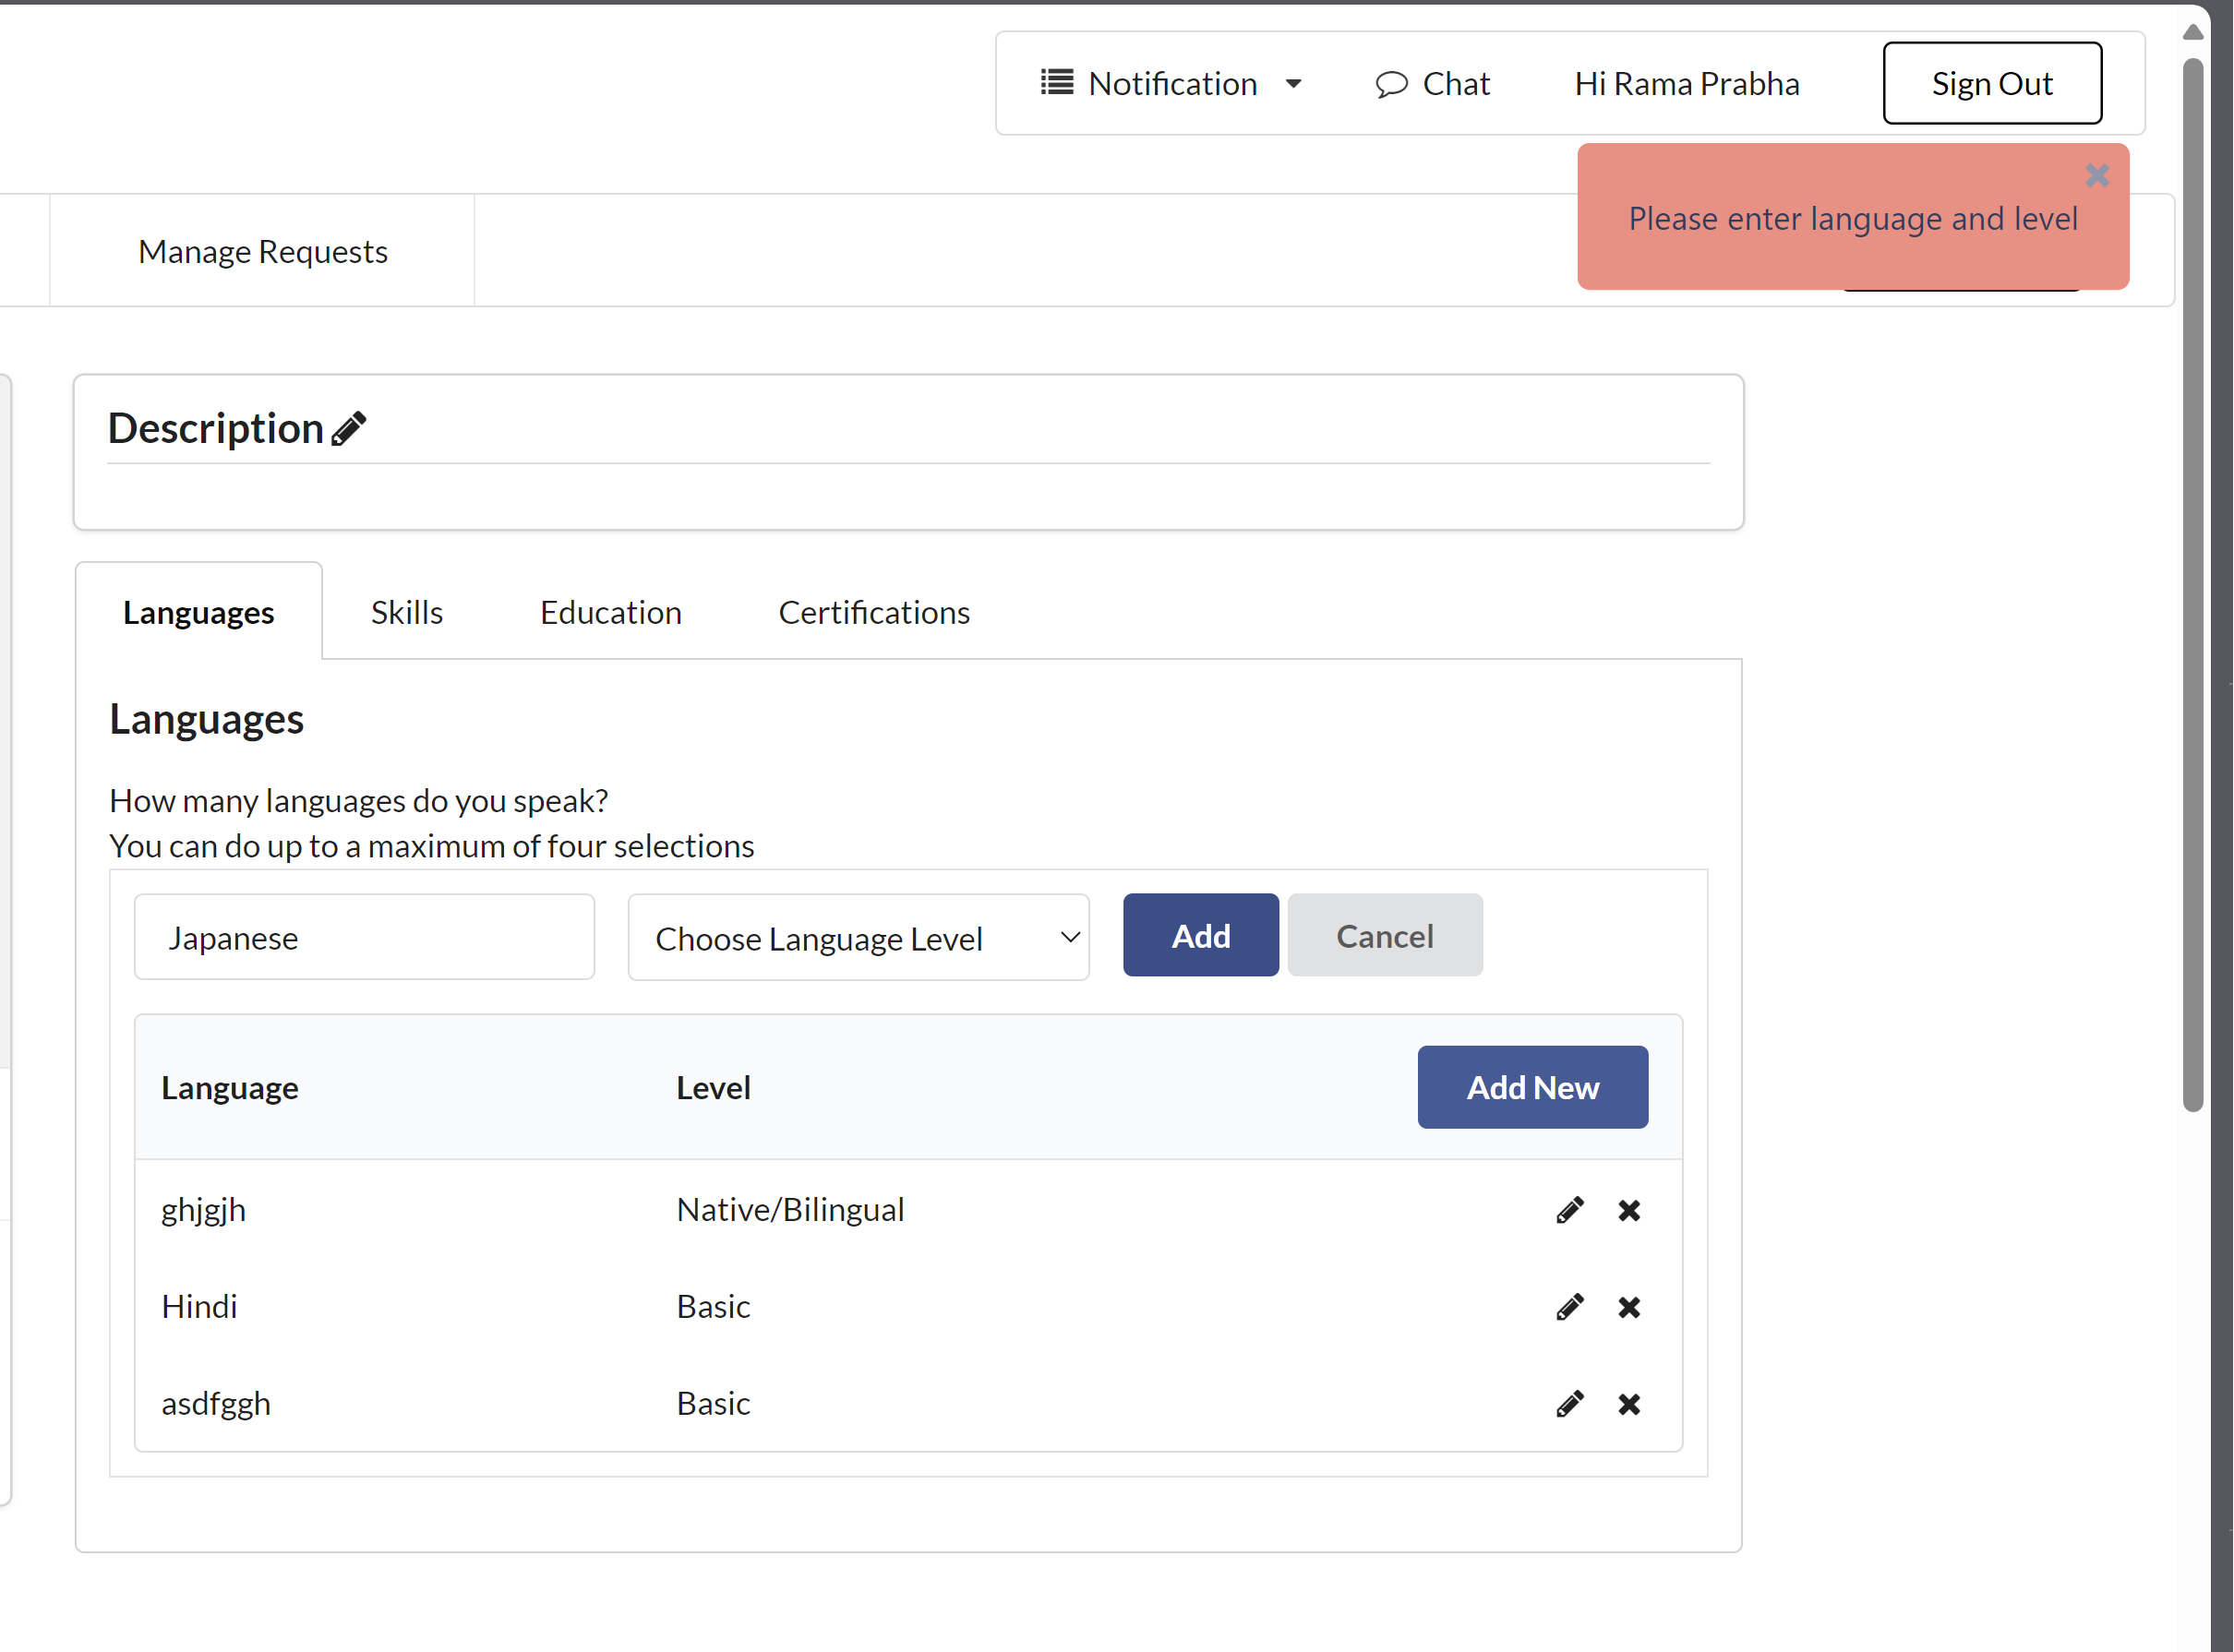 Notification Chat Hi Rama Prabha Sign Out
Please enter language and level
Manage Requests
Description
Languages Skills Education Certifications
Languages
How many languages do you speak?
You can do up to a maximum of four selections
Japanese Choose Language Level Add Cancel
Language Level Add New
ghjgjh Native/Bilingual
Hindi Basic
asdfggh Basic